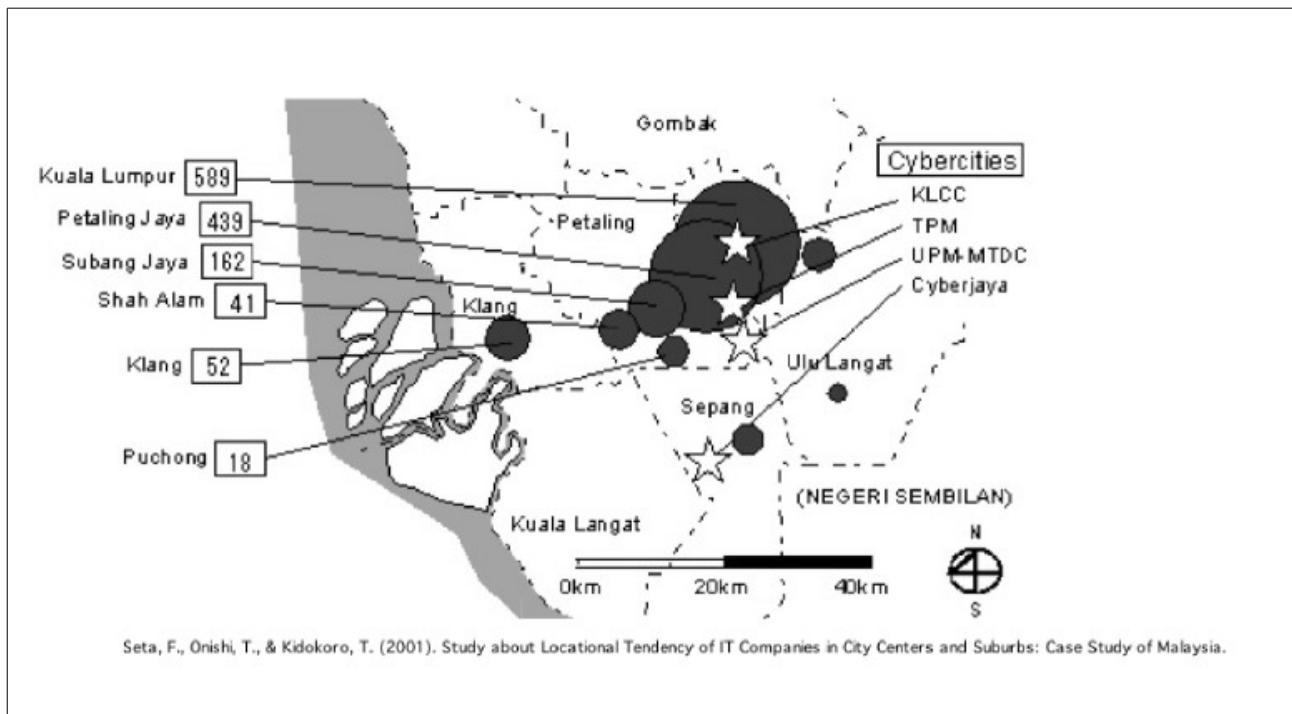 Gombak
Cybercities
Kuala Lumpur 589
KLCC
Petaling Jaya 439
Petaling
TPM
Subang Jaya 162
UPM-MTDC
Shah Alam 41
Klang
Cyberjaya
Klang 52
Ulu Langat
Sepang
Puchong 18
(NEGERI SEMBILAN)
Kuala Langat
N
0km 20km 40km
S
Seta, F., Onishi, T., & Kidokoro, T. (2001). Study about Locational Tendency of IT Companies in City Centers and Suburbs: Case Study of Malaysia.